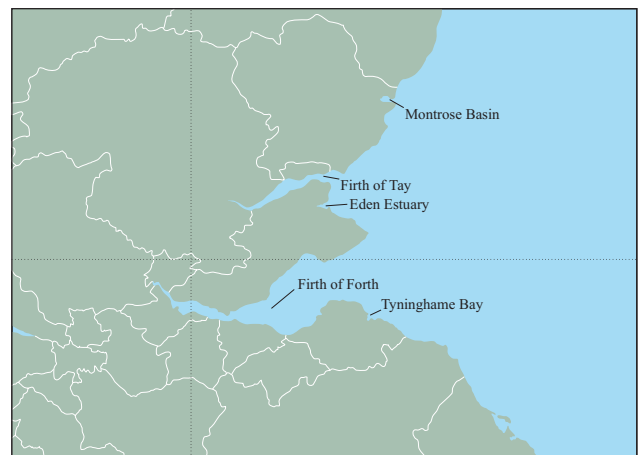 Montrose Basin
Firth of Tay
Eden Estuary
Firth of Forth
Tyninghame Bay